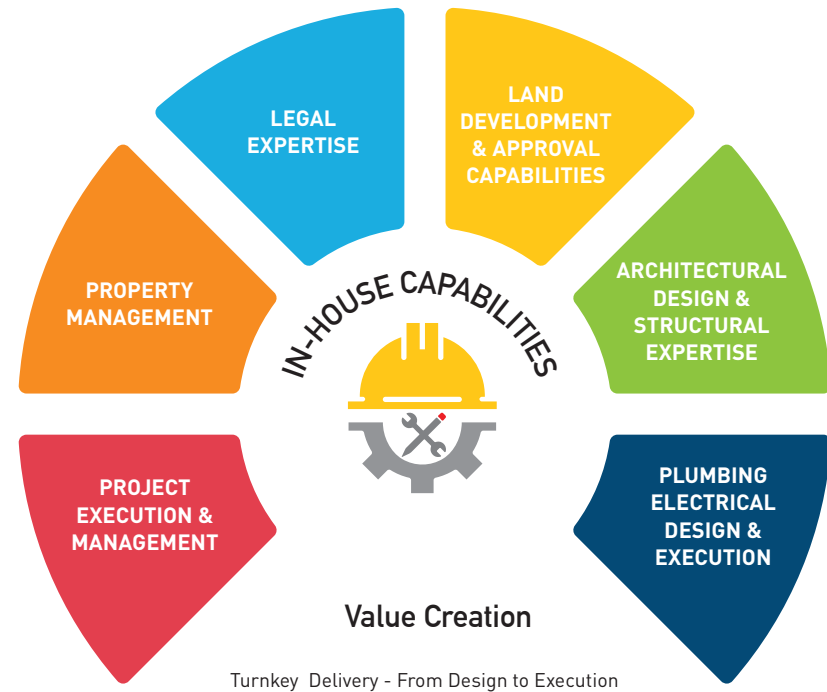 LEGAL
EXPERTISE
LAND
DEVELOPMENT
& APPROVAL
CAPABILITIES
PROPERTY
MANAGEMENT
ARCHITECTURAL
DESIGN &
STRUCTURAL
EXPERTISE
IN-HOUSE CAPABILITIES
PROJECT
EXECUTION &
MANAGEMENT
PLUMBING
ELECTRICAL
DESIGN &
EXECUTION
Value Creation
Turnkey Delivery - From Design to Execution